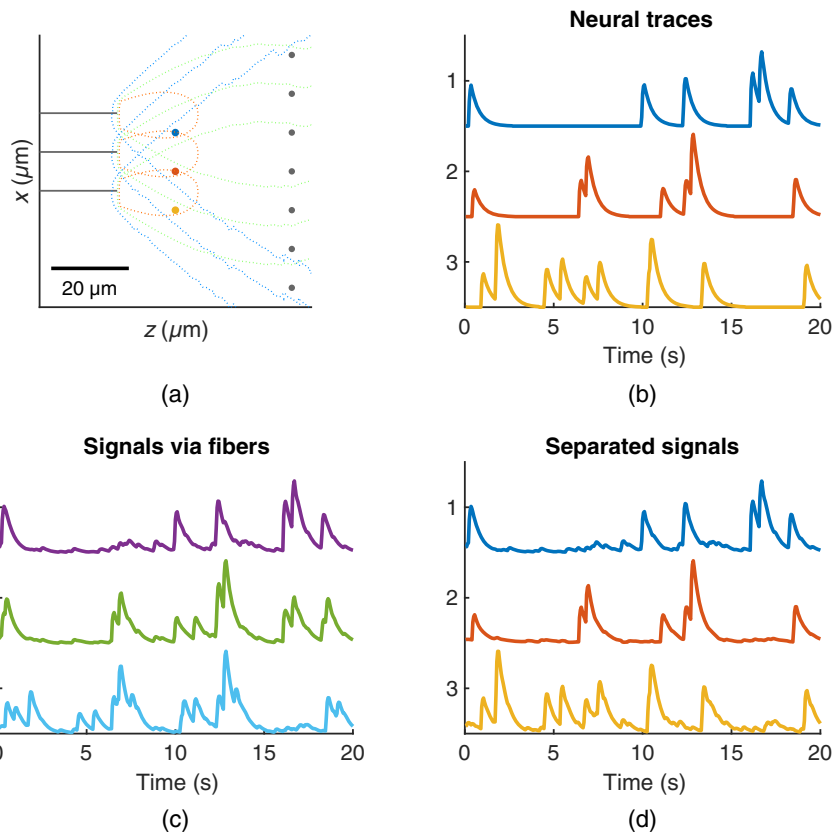 x (μm)
20 μm
z (μm)
(a)
Neural traces
1
2
3
0 5 10 15 20
Time (s)
(b)
Signals via fibers
5 10 15 20
Time (s)
(c)
Separated signals
1
2
3
0 5 10 15 20
Time (s)
(d)